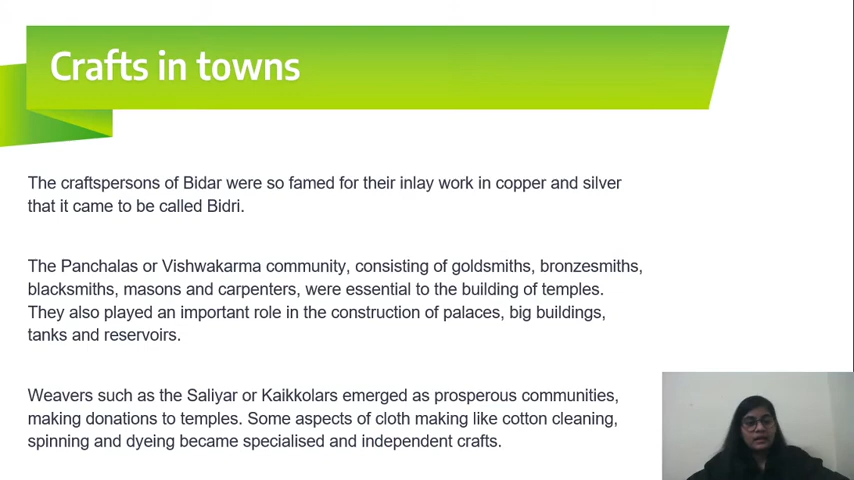 Crafts in towns
The craftspersons of Bidar were so famed for their inlay work in copper and silver
that it came to be called Bidri.
The Panchalas or Vishwakarma community, consisting of goldsmiths, bronzesmiths,
blacksmiths, masons and carpenters, were essential to the building of temples.
They also played an important role in the construction of palaces, big buildings,
tanks and reservoirs.
Weavers such as the Saliyar or Kaikkolars emerged as prosperous communities,
making donations to temples. Some aspects of cloth making like cotton cleaning,
spinning and dyeing became specialised and independent crafts.